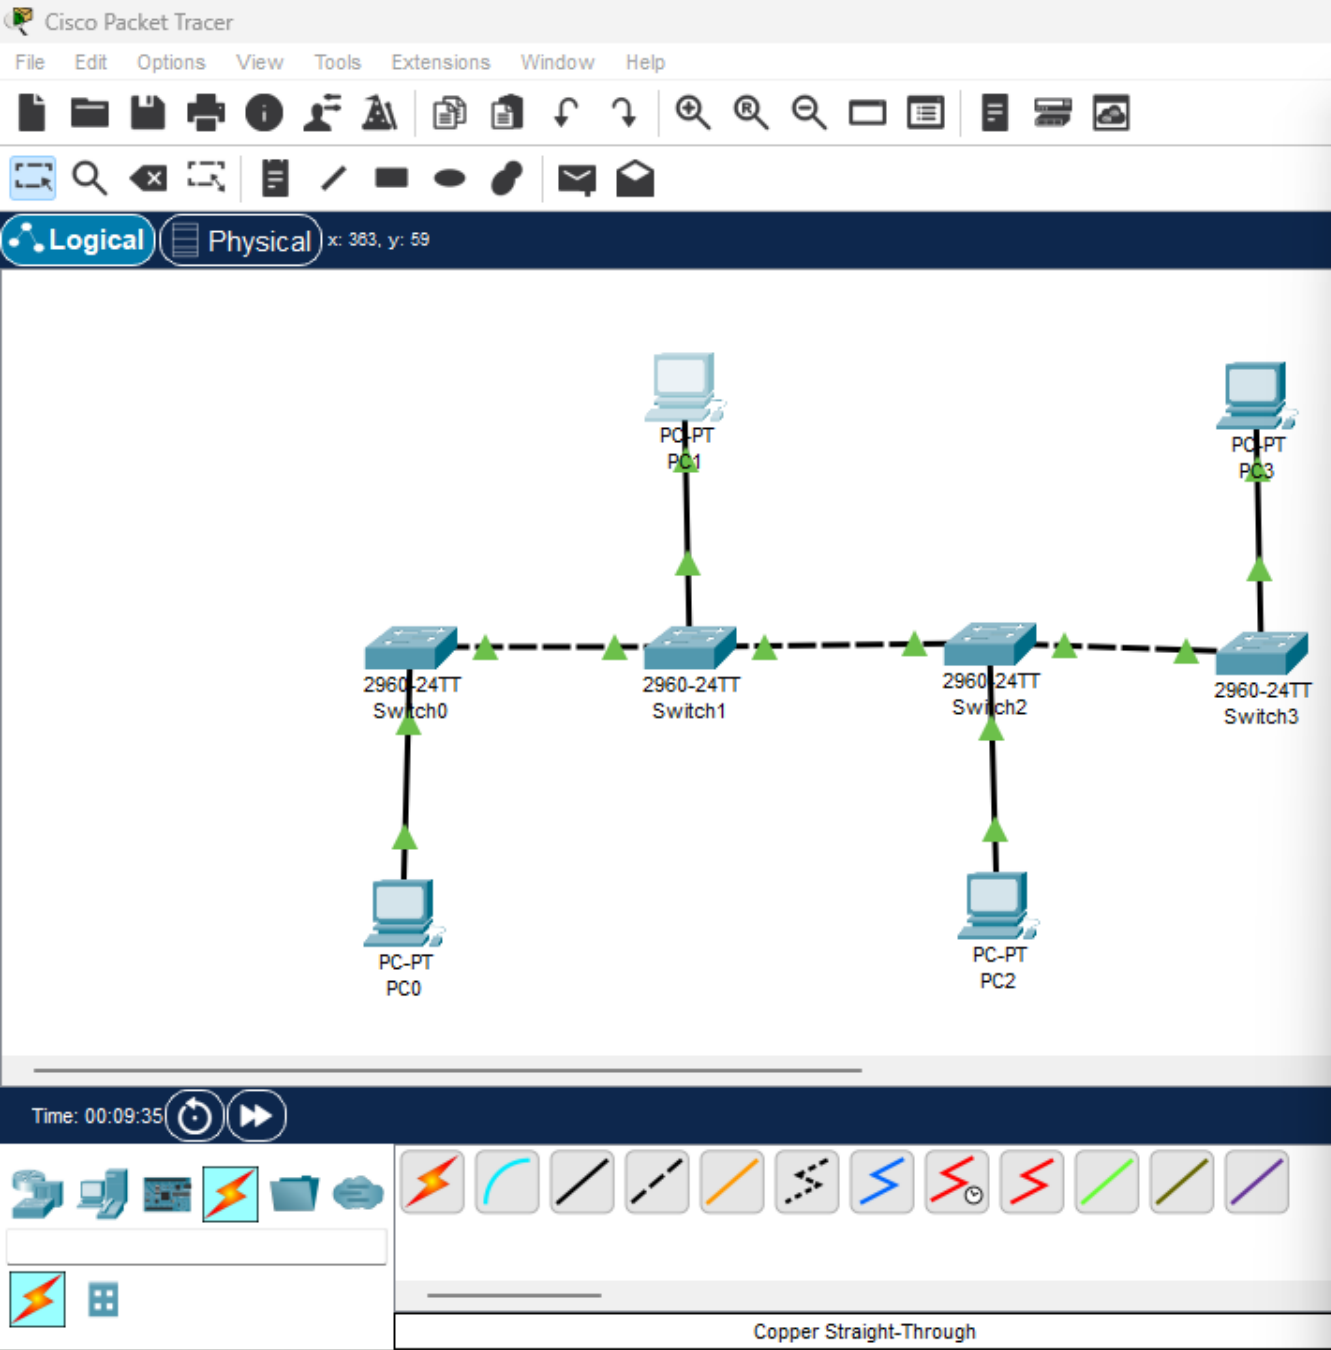 Cisco Packet Tracer
File Edit Options View Tools Extensions Window Help
Logical Physical x: 363, y: 59
PC-PT
PC1
PC-PT
PC3
2960-24TT
Switch0
2960-24TT
Switch1
2960-24TT
Switch2
2960-24TT
Switch3
PC-PT
PC0
PC-PT
PC2
Time: 00:09:35
Copper Straight-Through